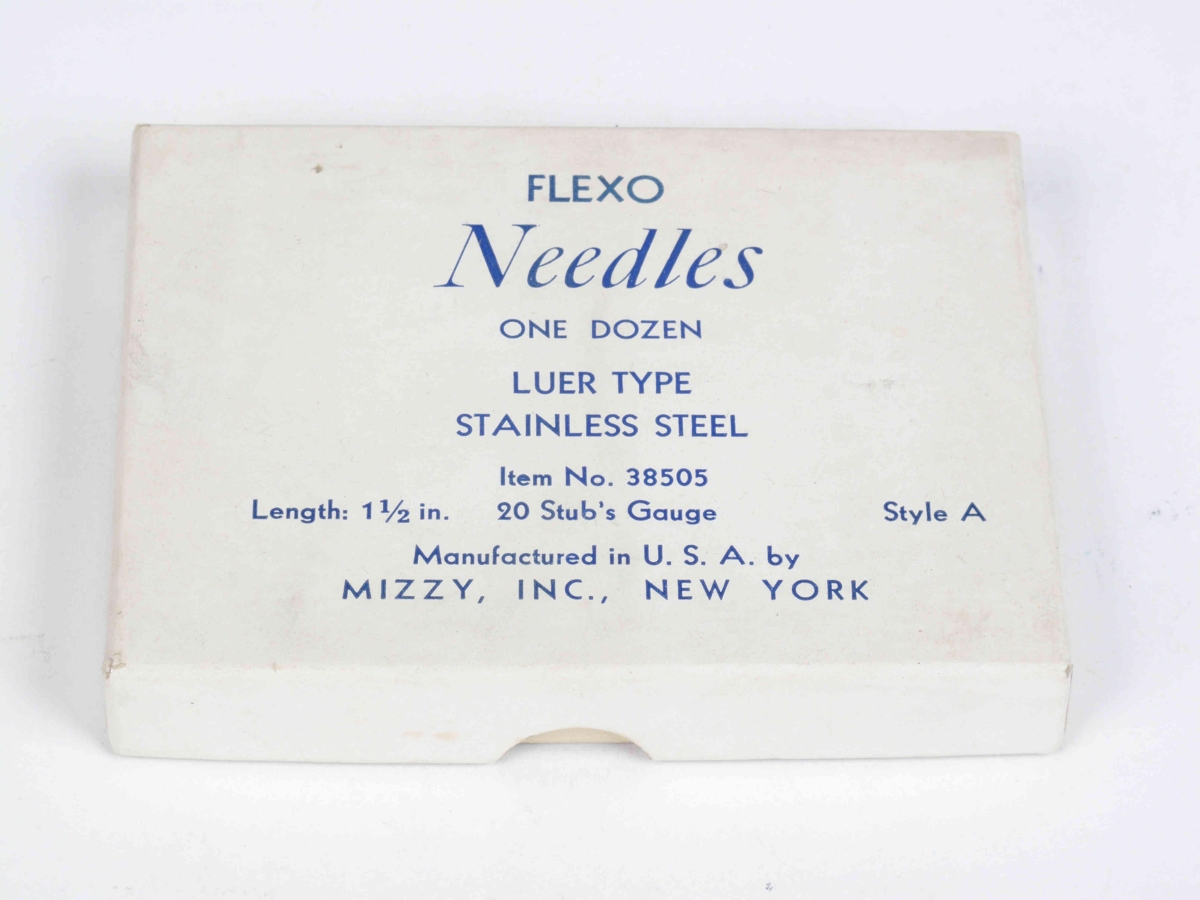 FLEXO
Needles
ONE DOZEN
LUER TYPE
STAINLESS STEEL
Item No. 38505
Length: 1½ in. 20 Stub's Gauge Style A
Manufactured in U. S. A. by
MIZZY, INC., NEW YORK